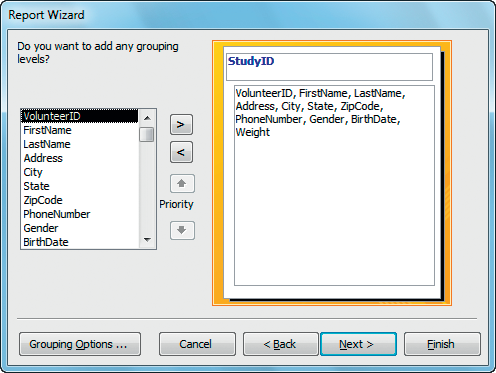 Report Wizard
Do you want to add any grouping
levels?
VolunteerID
FirstName
LastName
Address
City
State
ZipCode
PhoneNumber
Gender
BirthDate
>
<
Priority
StudyID
VolunteerID, FirstName, LastName,
Address, City, State, ZipCode,
PhoneNumber, Gender, BirthDate,
Weight
Grouping Options ...
Cancel
< Back
Next >
Finish